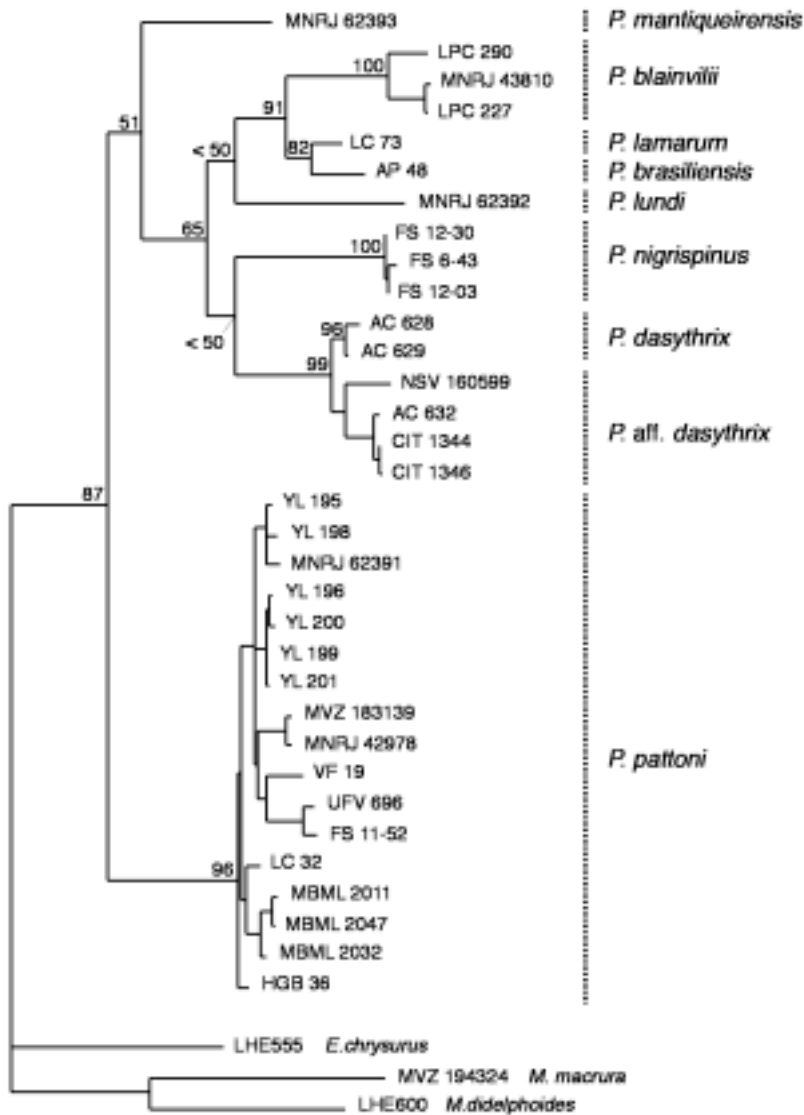 MNRJ 62393 P. mantiqueirensis
LPC 290
100 MNRJ 43810 P. blainvilii
LPC 227
91
51
LC 73 P. lamarum
< 50 82
AP 48 P. brasiliensis
MNRJ 62392 P. lundi
65
FS 12-30
100
FS 6-43 P. nigrispinus
FS 12-03
AC 628
96 P. dasythrix
< 50 AC 629
99
NSV 160599
AC 632
CIT 1344 P. aff. dasythrix
CIT 1346
87
YL 195
YL 198
MNRJ 62391
YL 196
YL 200
YL 199
YL 201
MVZ 183139
MNRJ 42978 P. pattoni
VF 19
UFV 696
FS 11-52
96 LC 32
MBML 2011
MBML 2047
MBML 2032
HGB 36
LHE555 E.chrysurus
MVZ 194324 M. macrura
LHE600 M.didelphoides